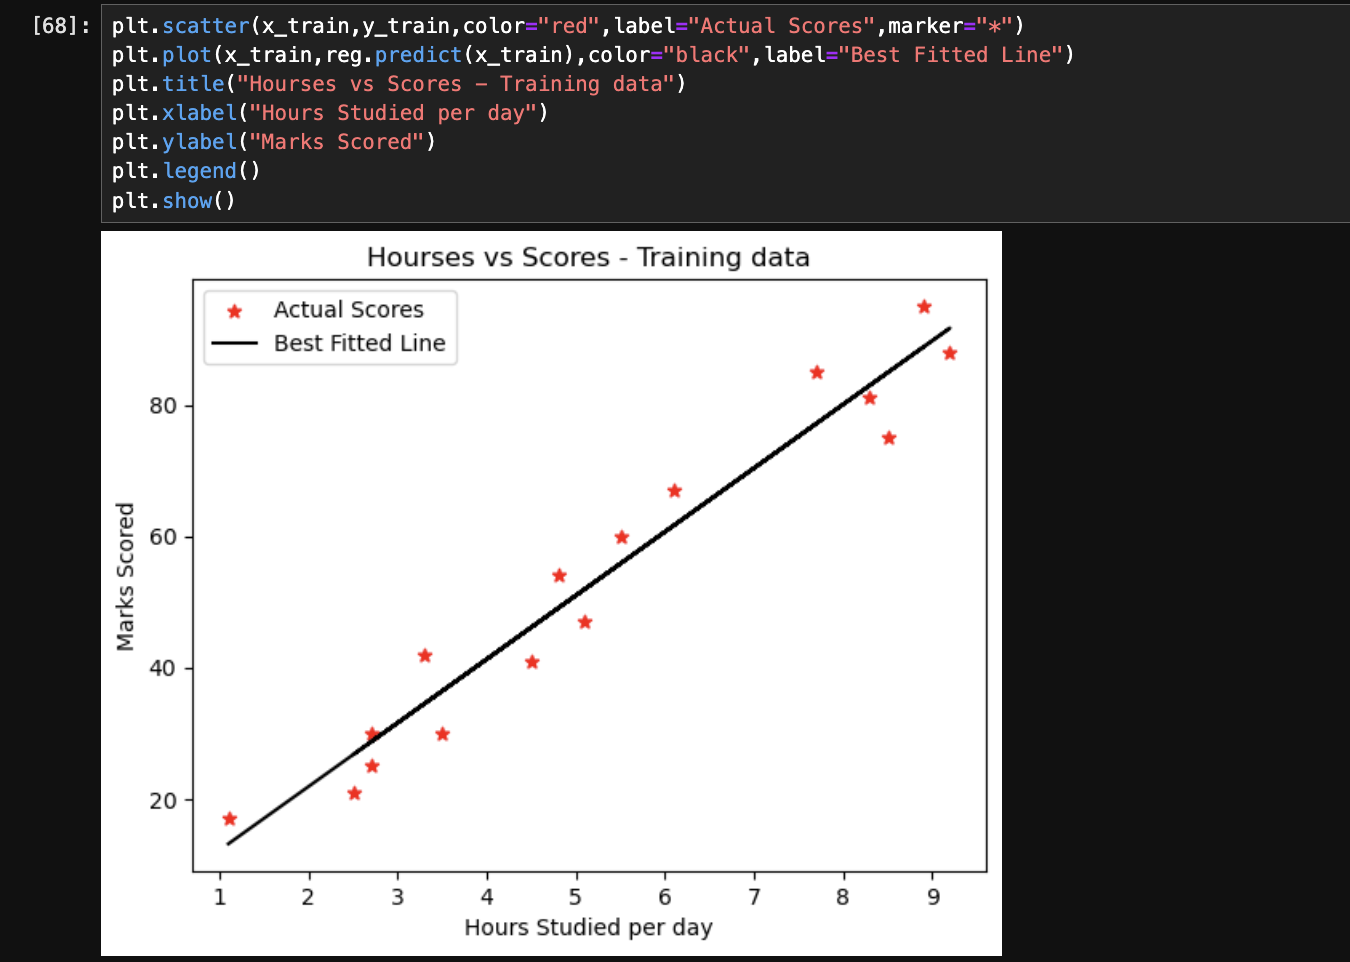 [68]: plt.scatter(x_train,y_train,color="red",label="Actual Scores",marker="*")
plt.plot(x_train,reg.predict(x_train),color="black",label="Best Fitted Line")
plt.title("Hourses vs Scores - Training data")
plt.xlabel("Hours Studied per day")
plt.ylabel("Marks Scored")
plt.legend()
plt.show()
Hourses vs Scores - Training data
Actual Scores
Best Fitted Line
80
60
40
20
Marks Scored
1 2 3 4 5 6 7 8 9
Hours Studied per day